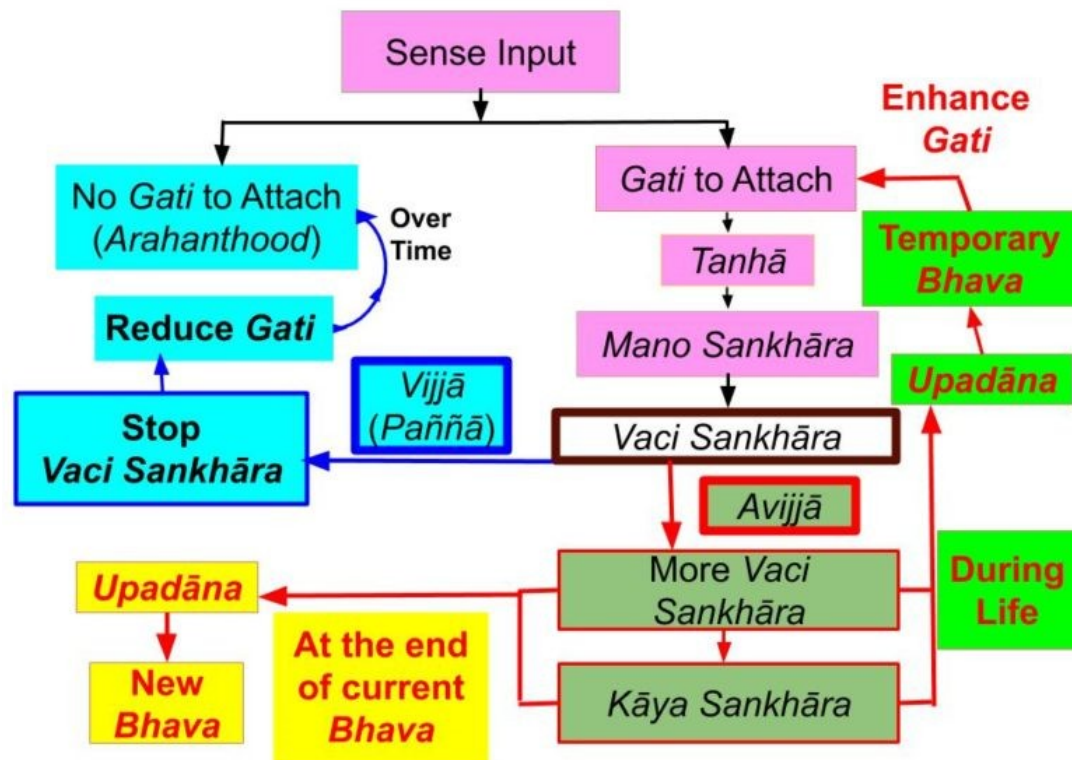 Sense Input
Enhance
Gati
No Gati to Attach
(Arahanthood)
Over
Time
Gati to Attach
Temporary
Bhava
Tanhā
Reduce Gati
Mano Sankhāra
Vijjā
(Paññā)
Upadāna
Stop
Vaci Sankhāra
Vaci Sankhāra
Avijjā
More Vaci
Sankhāra
During
Life
Upadāna
At the end
of current
Bhava
New
Bhava
Kāya Sankhāra